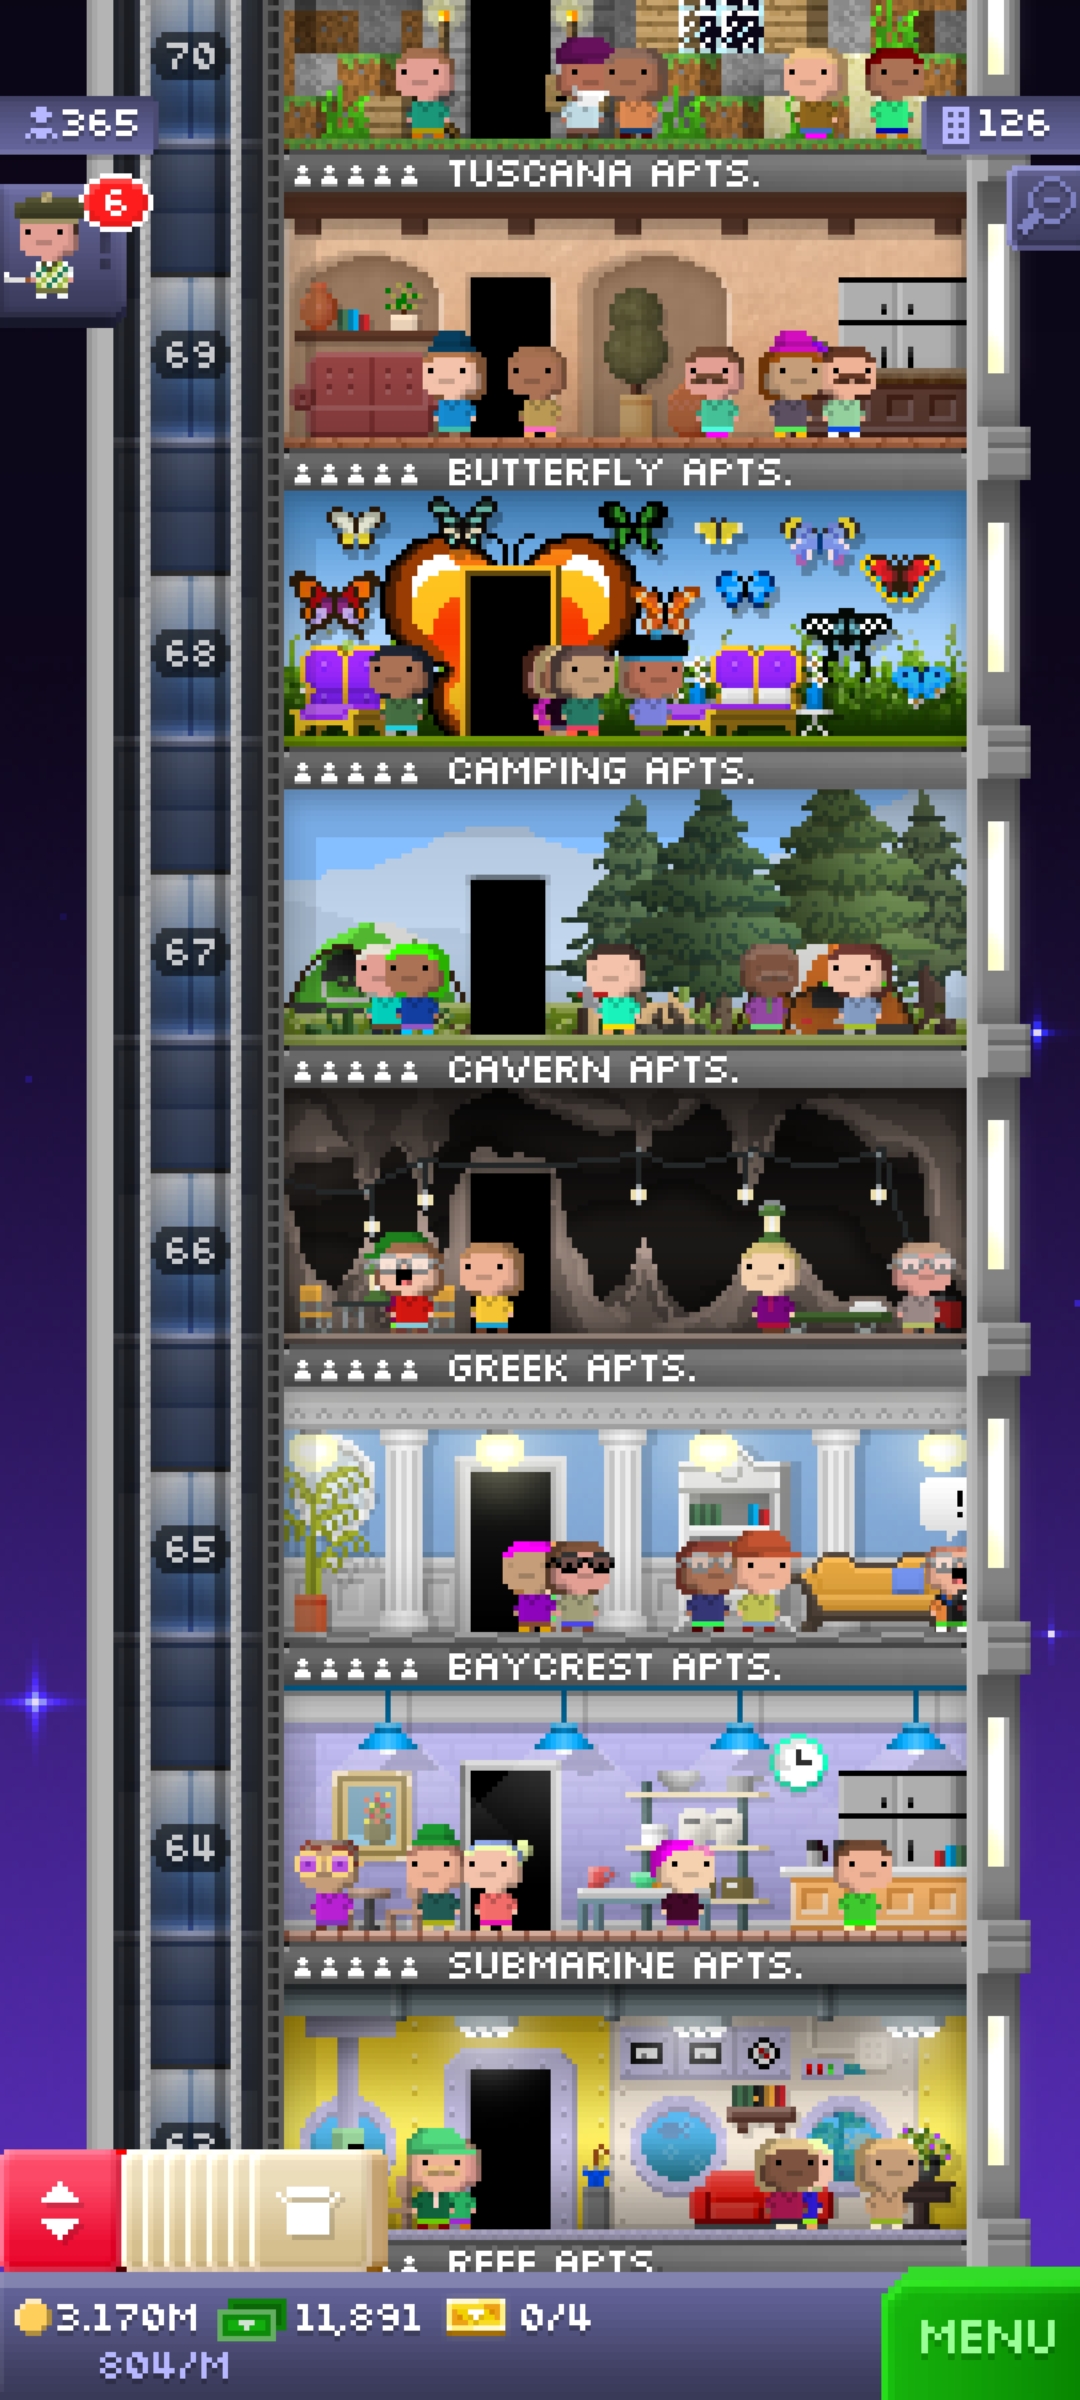 70
365
126
TUSCANA APTS.
6
69
BUTTERFLY APTS.
68
CAMPING APTS.
67
CAVERN APTS.
66
GREEK APTS.
!
65
BAYCREST APTS.
64
SUBMARINE APTS.
REEF APTS.
3.170M 11,891 0/4
804/M
MENU